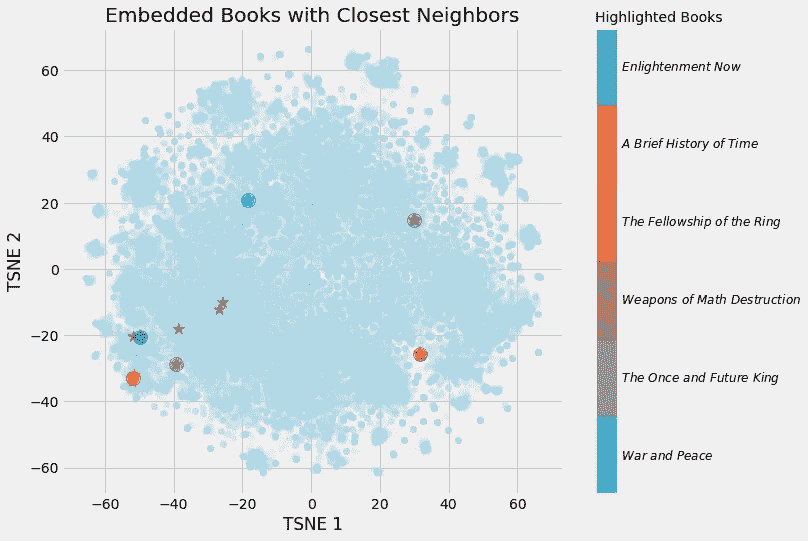 Embedded Books with Closest Neighbors
Highlighted Books
Enlightenment Now
A Brief History of Time
The Fellowship of the Ring
Weapons of Math Destruction
The Once and Future King
War and Peace
TSNE 2
60
40
20
0
−20
−40
−60
−60
−40
−20
0
20
40
60
TSNE 1